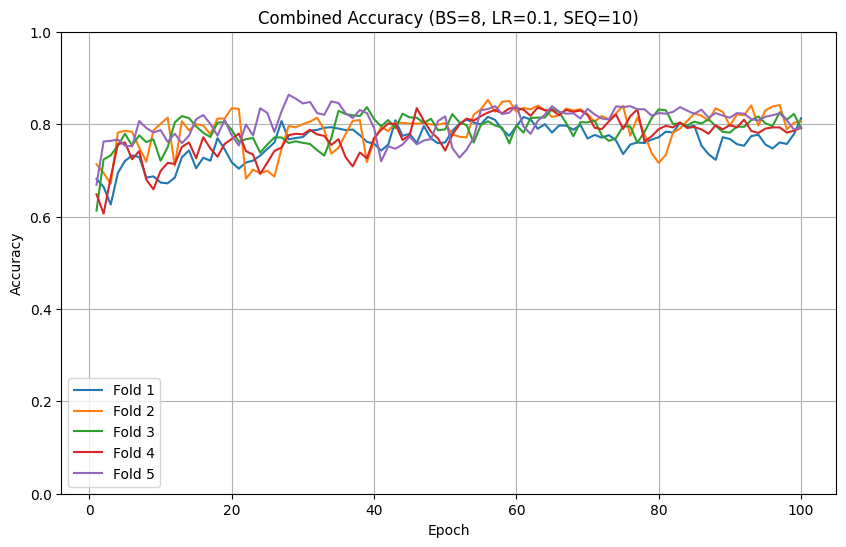 Combined Accuracy (BS=8, LR=0.1, SEQ=10)
1.0
0.8
0.6
0.4
0.2
0.0
Accuracy
Fold 1
Fold 2
Fold 3
Fold 4
Fold 5
0 20 40 60 80 100
Epoch